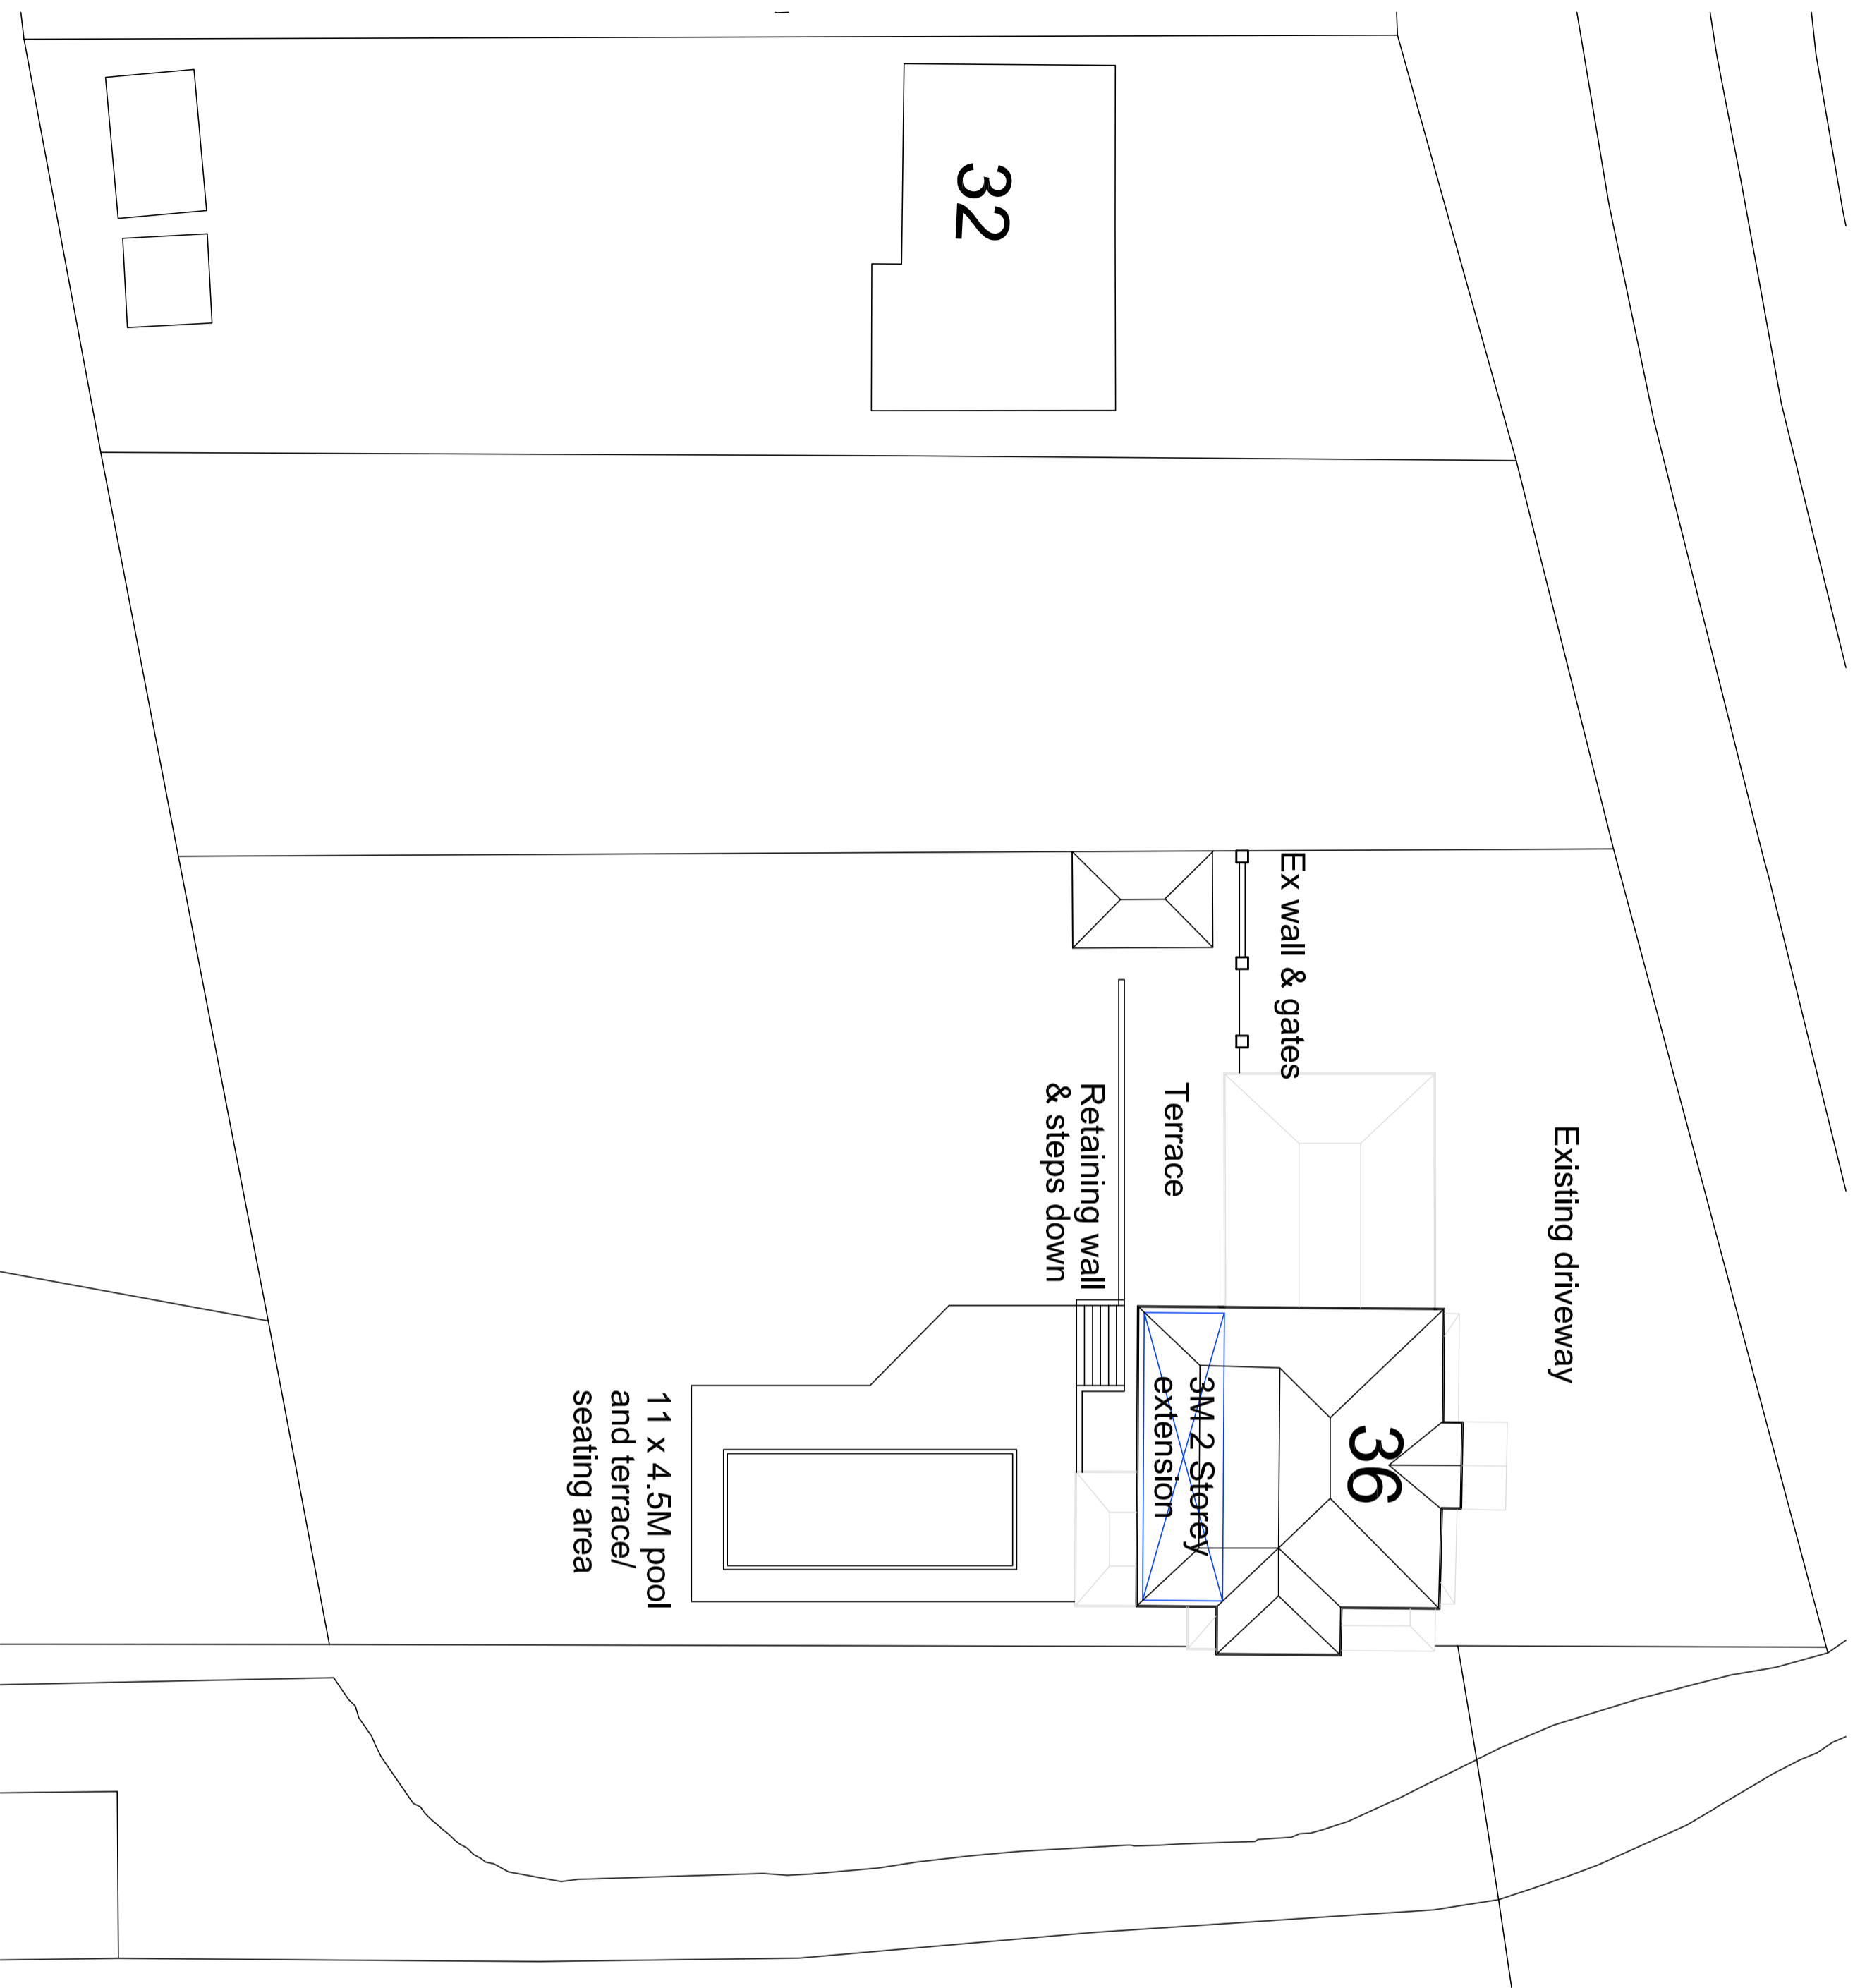 32
Existing driveway
Ex wall & gates
36
Terrace
3M 2 Storey
extension
Retaining wall
& steps down
11 x 4.5M pool
and terrace/
seating area